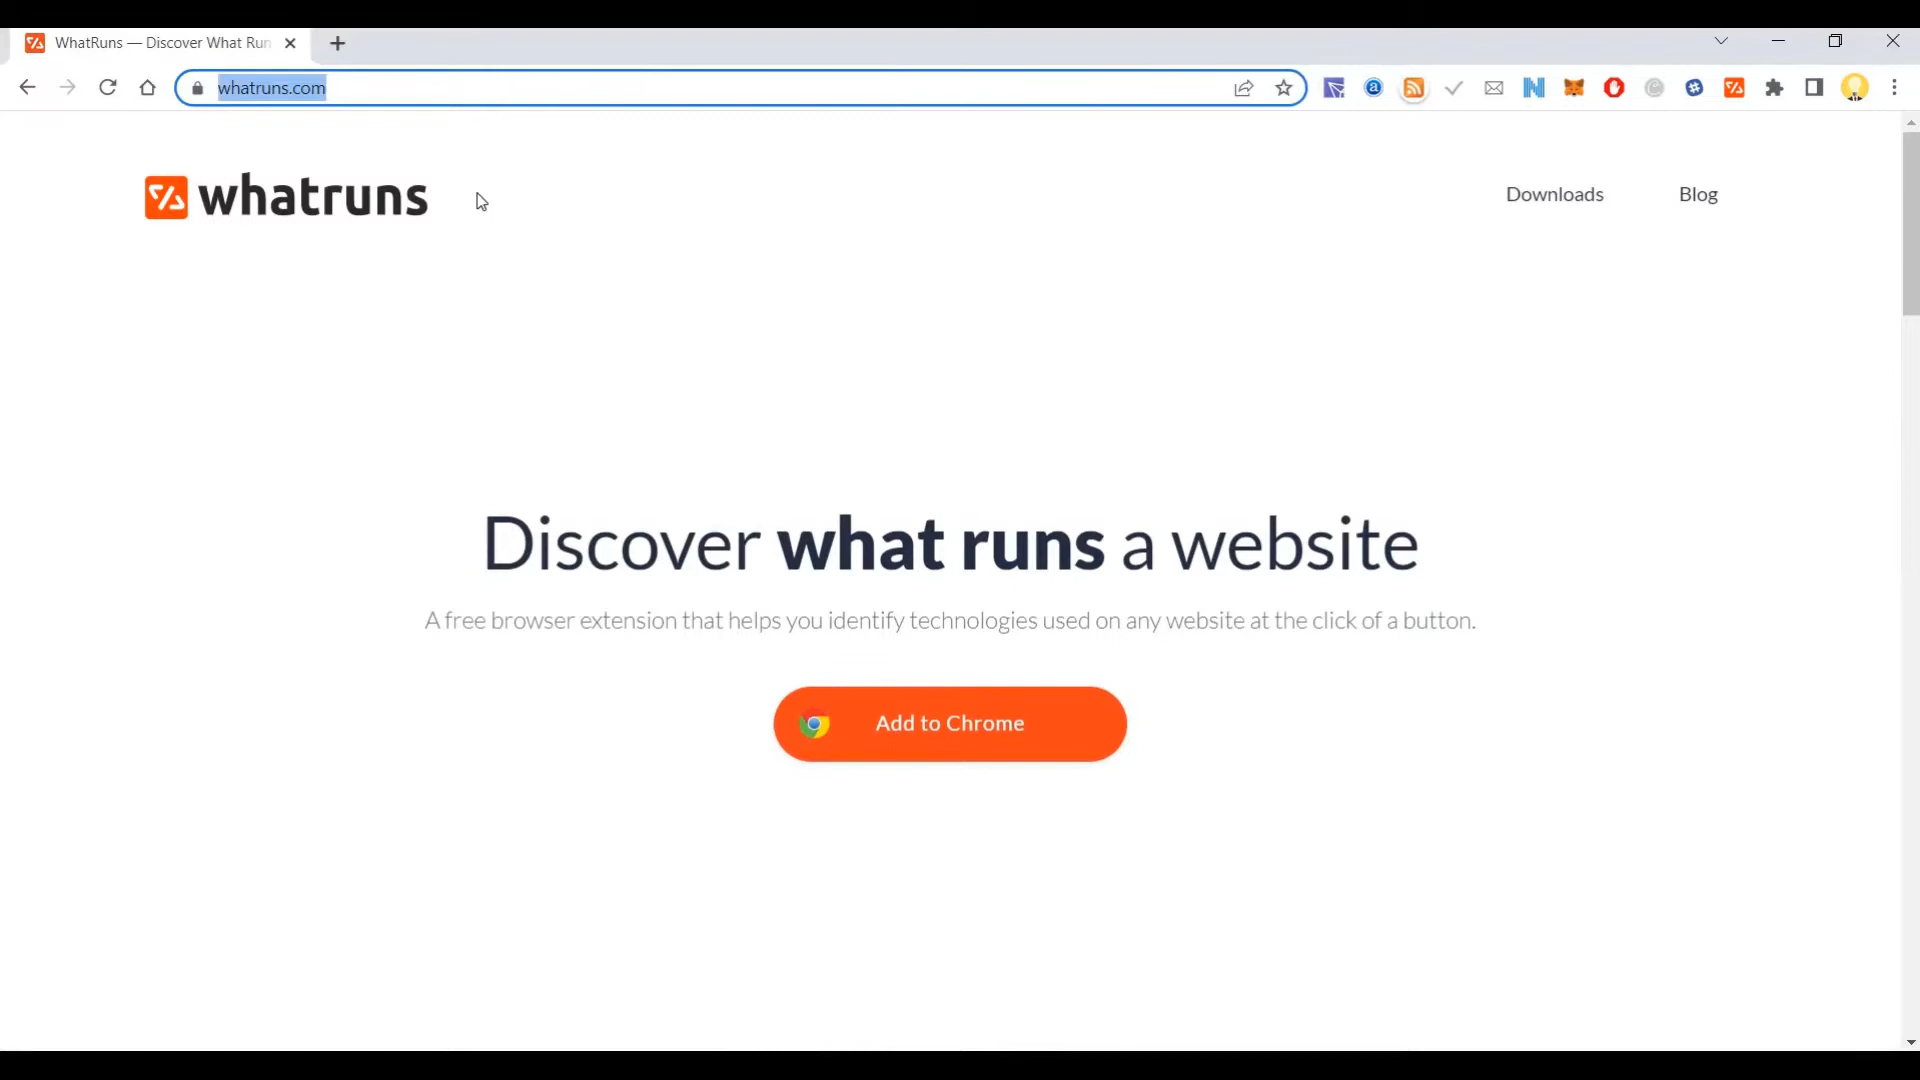 WhatRuns — Discover What Run
whatruns.com
whatruns
Downloads
Blog
Discover what runs a website
A free browser extension that helps you identify technologies used on any website at the click of a button.
Add to Chrome